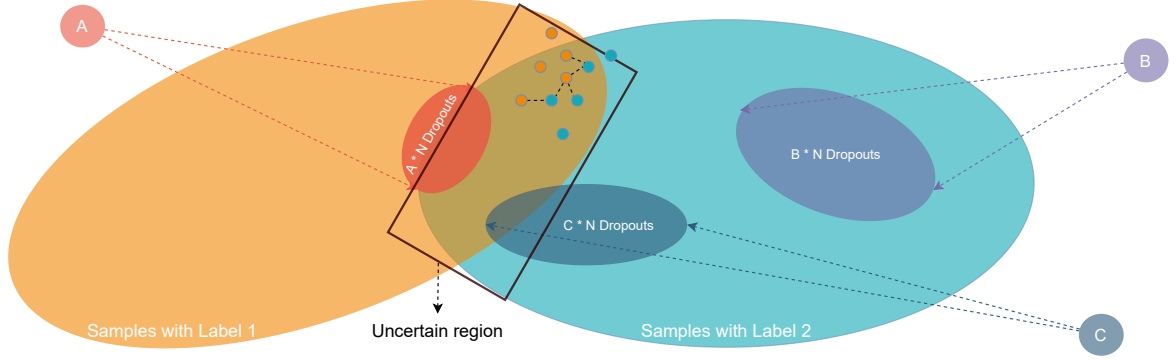 A
B
A * N Dropouts
B * N Dropouts
C * N Dropouts
Samples with Label 1
Uncertain region
Samples with Label 2
C